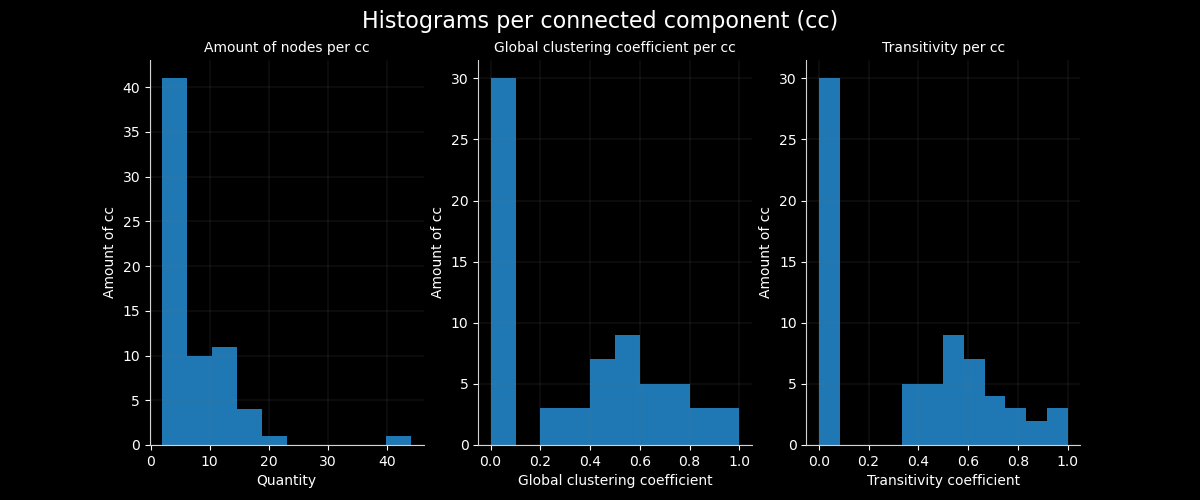 Histograms per connected component (cc)
Amount of nodes per cc
Global clustering coefficient per cc
Transitivity per cc
Amount of cc
40
35
30
25
20
15
10
5
0
0 10 20 30 40
Quantity
Amount of cc
30
25
20
15
10
5
0
0.0 0.2 0.4 0.6 0.8 1.0
Global clustering coefficient
Amount of cc
30
25
20
15
10
5
0
0.0 0.2 0.4 0.6 0.8 1.0
Transitivity coefficient